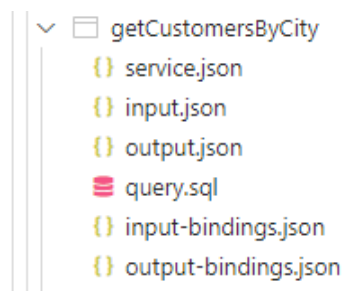 getCustomersByCity
service.json
input.json
output.json
query.sql
input-bindings.json
output-bindings.json